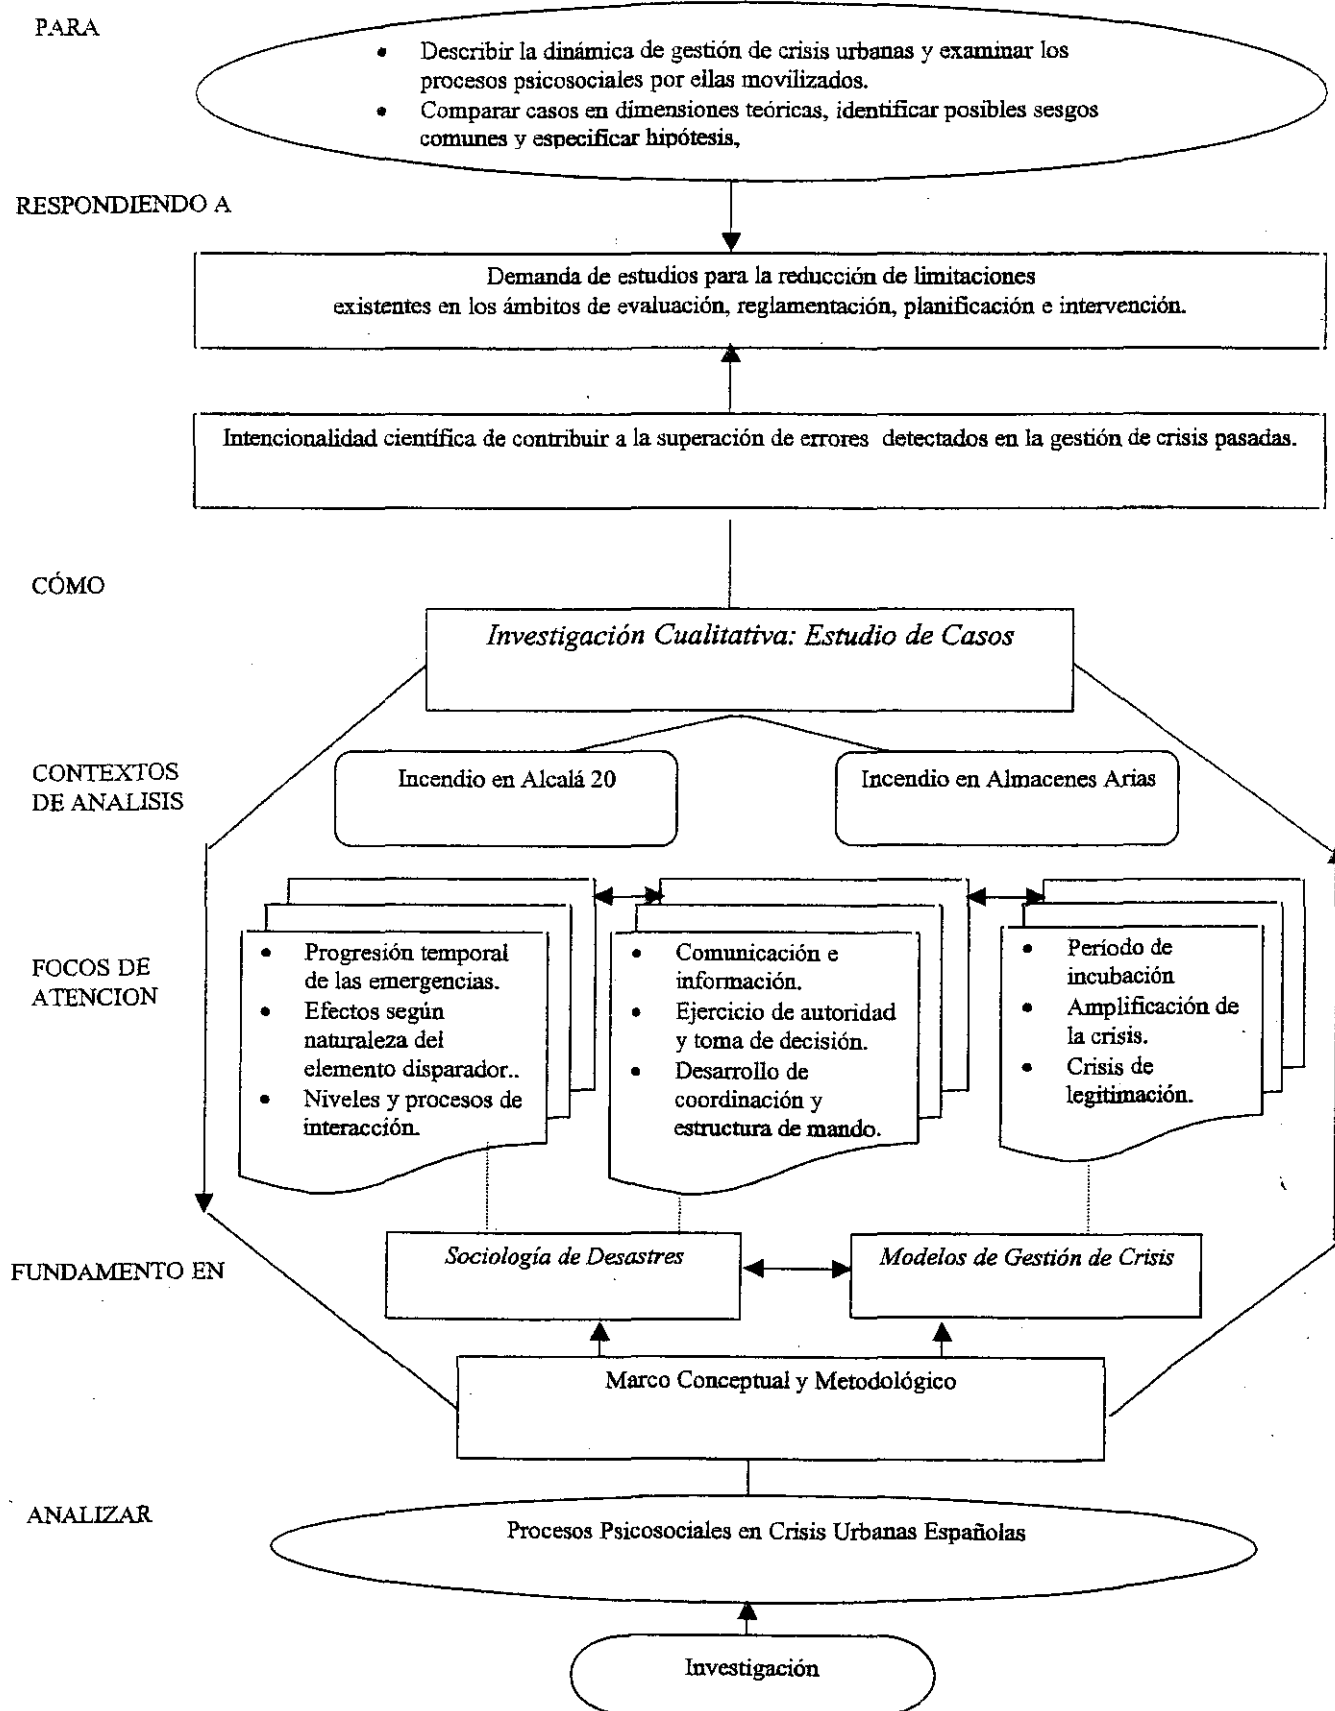 PARA
• Describir la dinámica de gestión de crisis urbanas y examinar los
procesos psicosociales por ellas movilizados.
• Comparar casos en dimensiones teóricas, identificar posibles sesgos
comunes y especificar hipótesis,
RESPONDIENDO A
Demanda de estudios para la reducción de limitaciones
existentes en los ámbitos de evaluación, reglamentación, planificación e intervención.
Intencionalidad científica de contribuir a la superación de errores detectados en la gestión de crisis pasadas.
CÓMO
Investigación Cualitativa: Estudio de Casos
CONTEXTOS
DE ANALISIS
Incendio en Alcalá 20
Incendio en Almacenes Arias
FOCOS DE
ATENCION
• Progresión temporal
de las emergencias.
• Efectos según
naturaleza del
elemento disparador..
• Niveles y procesos de
interacción.
• Comunicación e
información.
• Ejercicio de autoridad
y toma de decisión.
• Desarrollo de
coordinación y
estructura de mando.
• Período de
incubación
• Amplificación de
la crisis.
• Crisis de
legitimación.
FUNDAMENTO EN
Sociología de Desastres
Modelos de Gestión de Crisis
Marco Conceptual y Metodológico
ANALIZAR
Procesos Psicosociales en Crisis Urbanas Españolas
Investigación